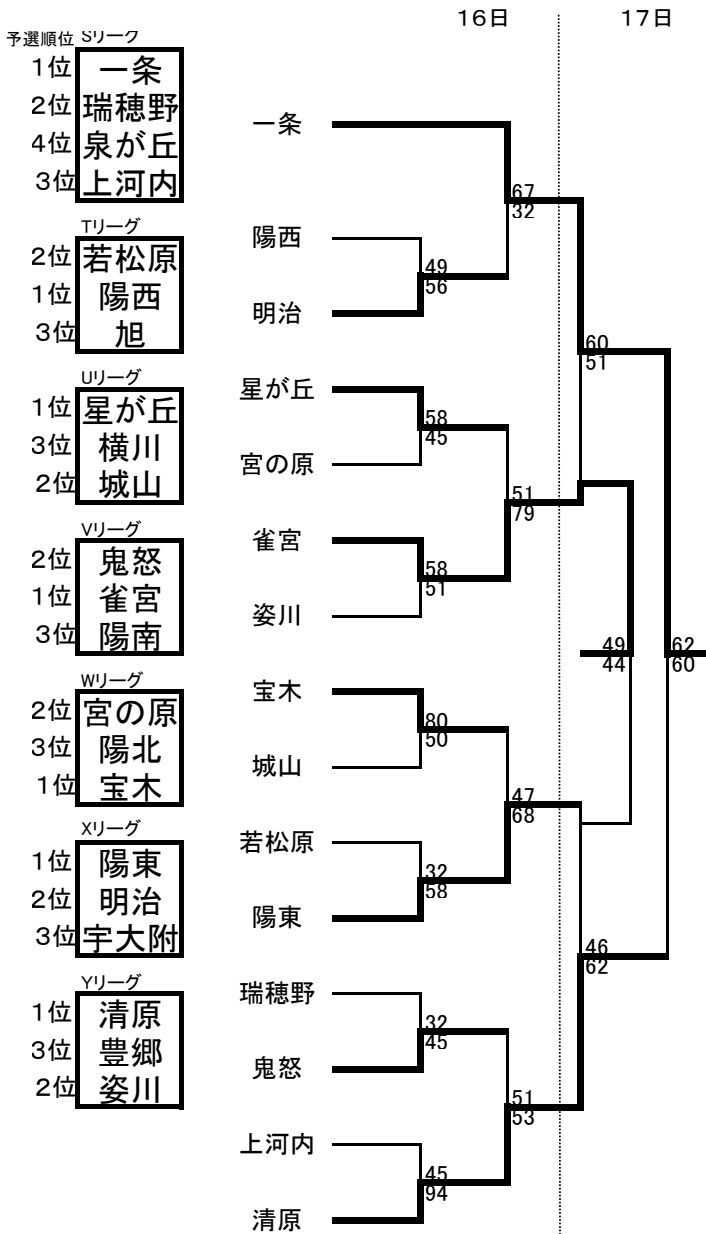 16日 17日
予選順位 Sリーグ
1位 一条
2位 瑞穂野
4位 泉が丘
3位 上河内
Tリーグ
2位 若松原
1位 陽西
3位 旭
Uリーグ
1位 星が丘
3位 横川
2位 城山
Vリーグ
2位 鬼怒
1位 雀宮
3位 陽南
Wリーグ
2位 宮の原
3位 陽北
1位 宝木
Xリーグ
1位 陽東
2位 明治
3位 宇大附
Yリーグ
1位 清原
3位 豊郷
2位 姿川
一条
陽西
明治
星が丘
宮の原
雀宮
姿川
宝木
城山
若松原
陽東
瑞穂野
鬼怒
上河内
清原
49
56
58
45
58
51
80
50
32
58
32
45
45
94
67
32
51
79
47
68
51
53
60
51
46
62
49
44
62
60